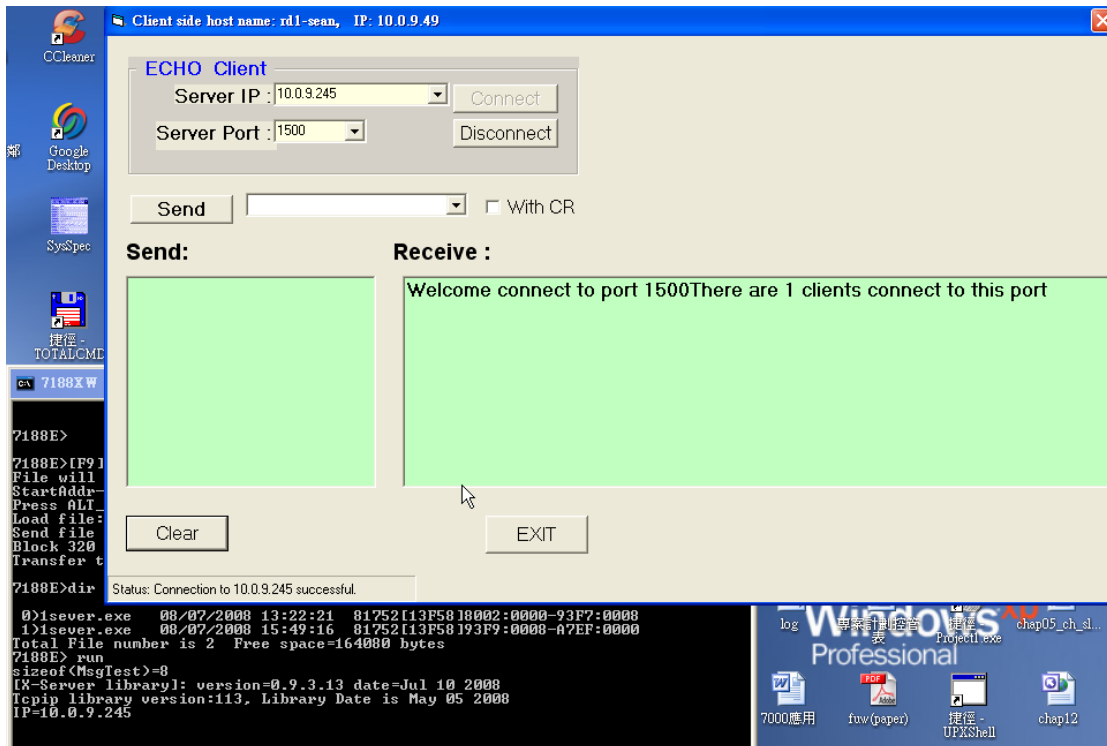 Client side host name: rd1-sean,   IP: 10.0.9.49
CCleaner
鄰
Google
Desktop
SysSpec
捷徑 -
TOTALCMD
ECHO  Client
Server IP : 10.0.9.245
Connect
Server Port : 1500
Disconnect
Send
With CR
Send:
Receive :
Welcome connect to port 1500There are 1 clients connect to this port
Clear
EXIT
Status: Connection to 10.0.9.245 successful.
7188XW
7188E>
7188E>[F9]
File will
StartAddr-
Press ALT_
Load file:
Send file
Block 320
Transfer t
7188E>dir
0)1sever.exe   08/07/2008 13:22:21   81752[13F58]8002:0000-93F7:0008
1)1sever.exe   08/07/2008 15:49:16   81752[13F58]93F9:0008-A7EF:0000
Total File number is 2  Free space=164080 bytes
7188E> run
sizeof(MsgTest)=8
[X-Server library]: version=0.9.3.13 date=Jul 10 2008
Tcpip library version:113, Library Date is May 05 2008
IP=10.0.9.245
log
Windows xp
Professional
表
捷徑 -
Project1.exe
chap05_ch_sl...
7000應用
fuw(paper)
捷徑 -
UPXShell
chap12